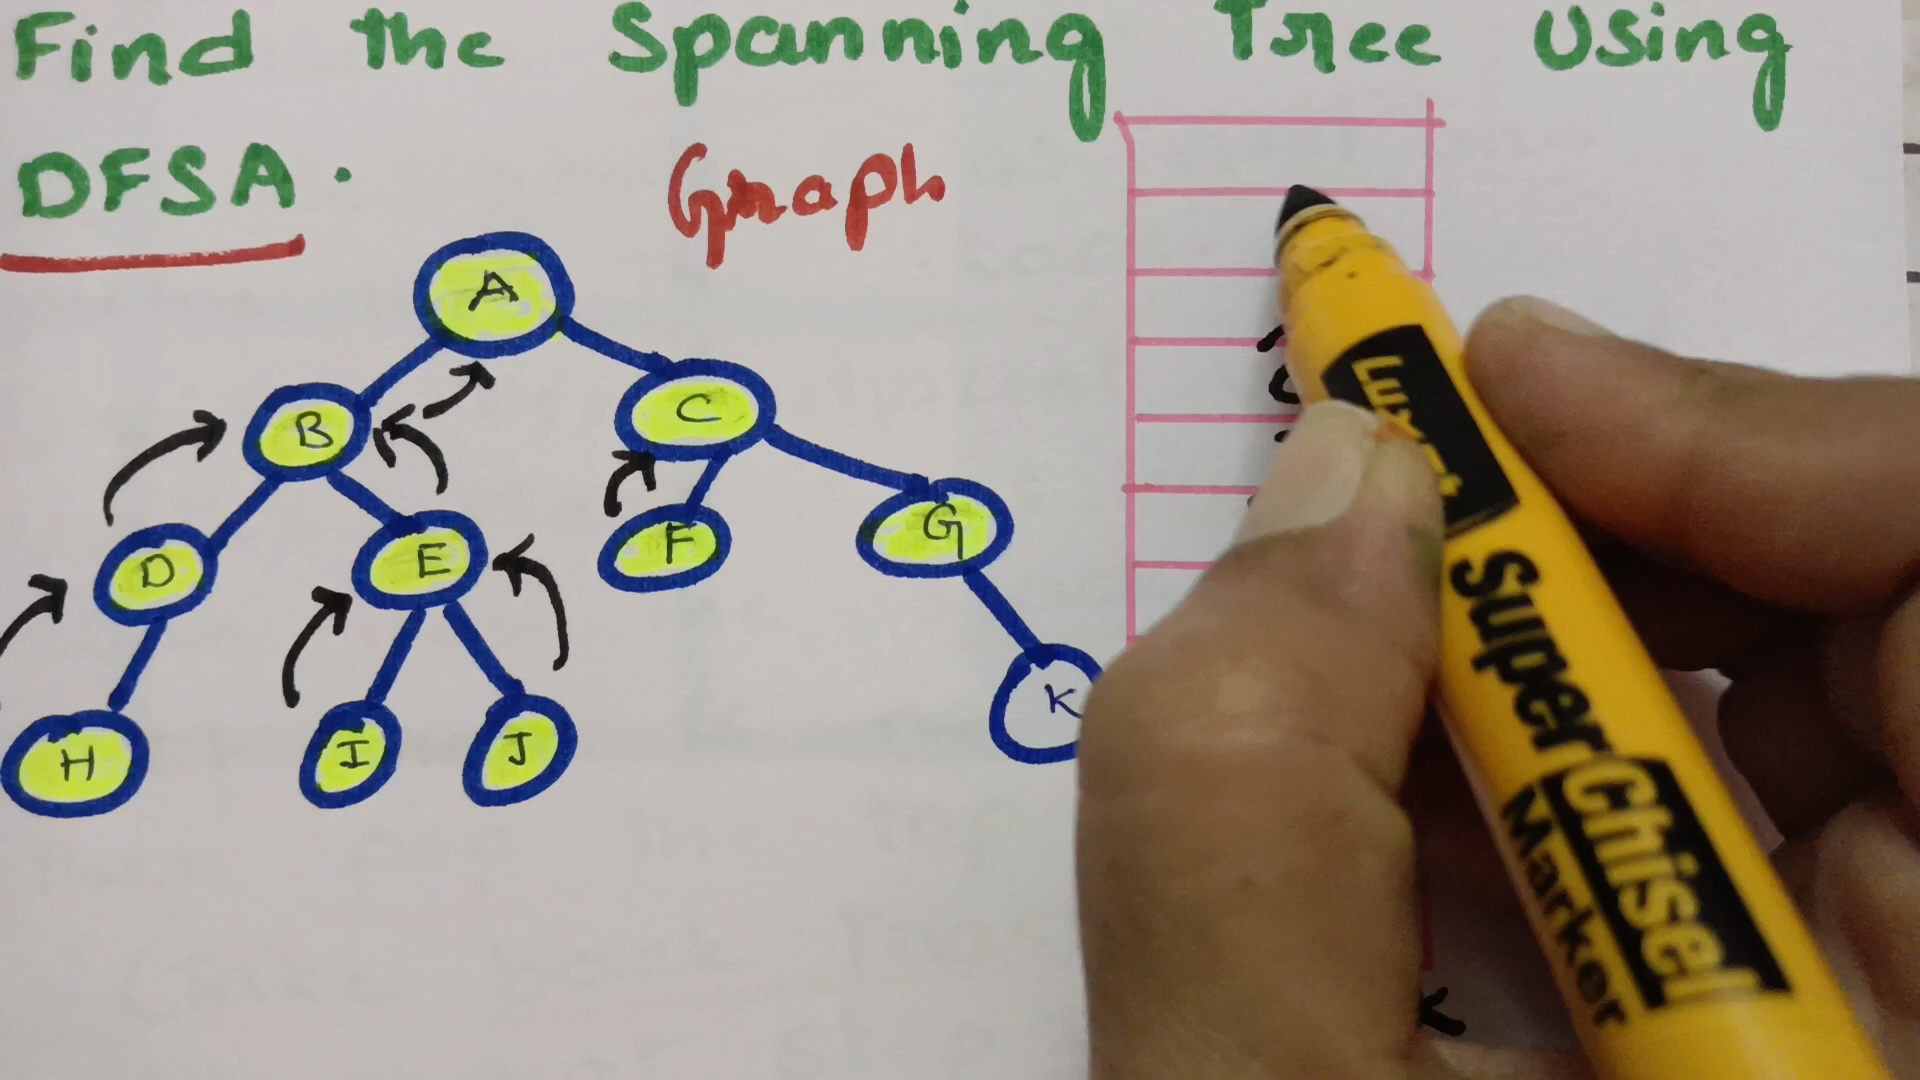 Find the Spanning Tree Using
DFSA.
Graph
A
B
C
D
E
F
G
H
I
J
K
Super Chisel
Marker